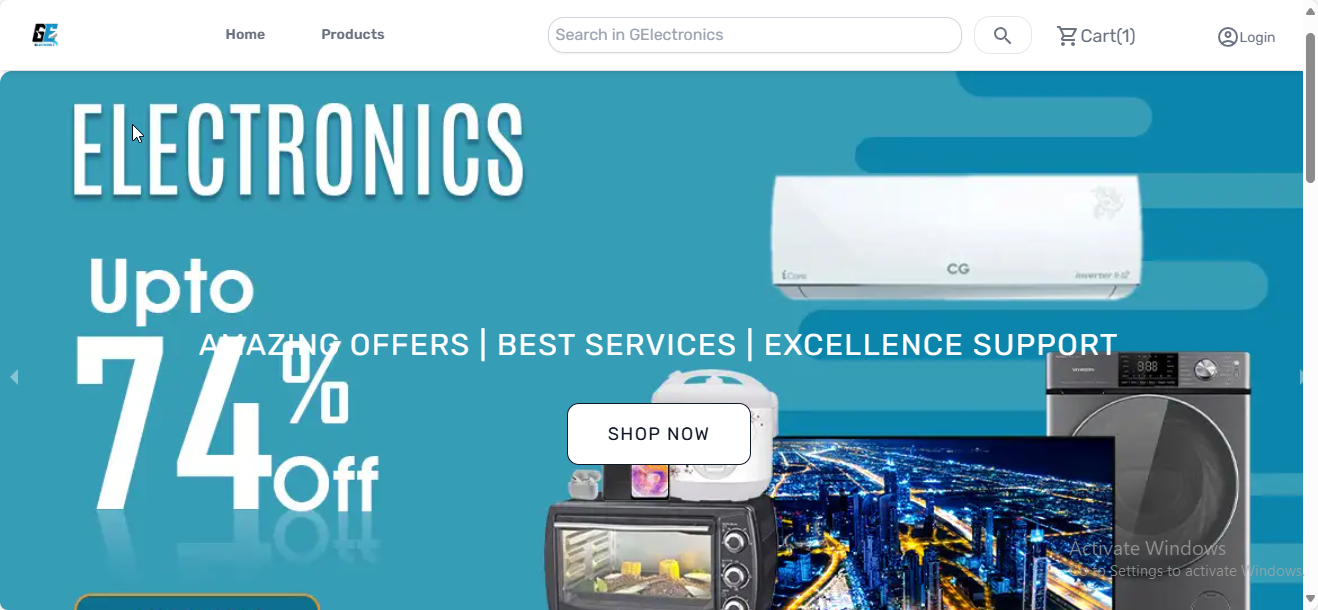 GE
Home
Products
Search in GElectronics
Cart(1)
Login
ELECTRONICS
Upto
74%
Off
AMAZING OFFERS | BEST SERVICES | EXCELLENCE SUPPORT
SHOP NOW
CG
iCore
Inverter
Activate Windows
Go to Settings to activate Windows.